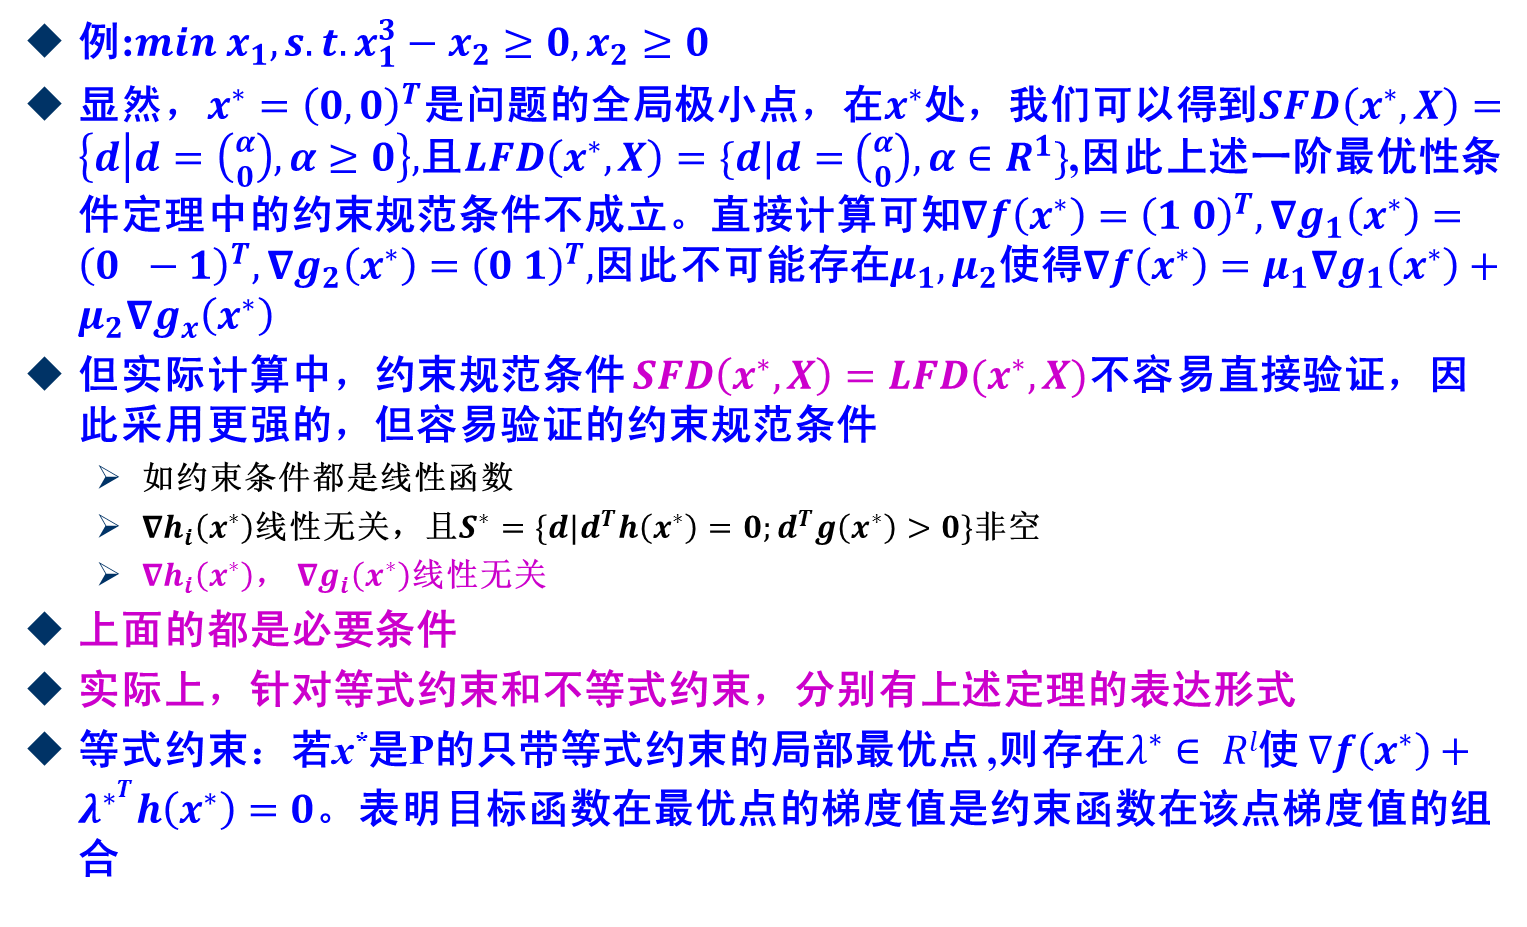 ◆ 例:min x₁, s.t. x₁³ − x₂ ≥ 0, x₂ ≥ 0
◆ 显然，x* = (0, 0)ᵀ是问题的全局极小点，在x*处，我们可以得到SFD(x*, X) =
{d|d = (α 0), α ≥ 0},且LFD(x*, X) = {d|d = (α 0), α ∈ R¹},因此上述一阶最优性条
件定理中的约束规范条件不成立。直接计算可知∇f(x*) = (1 0)ᵀ, ∇g₁(x*) =
(0 −1)ᵀ, ∇g₂(x*) = (0 1)ᵀ,因此不可能存在μ₁, μ₂使得∇f(x*) = μ₁∇g₁(x*) +
μ₂∇gₓ(x*)
◆ 但实际计算中，约束规范条件SFD(x*, X) = LFD(x*, X)不容易直接验证，因
此采用更强的，但容易验证的约束规范条件
➢ 如约束条件都是线性函数
➢ ∇hᵢ(x*)线性无关，且S* = {d|dᵀh(x*) = 0; dᵀg(x*) > 0}非空
➢ ∇hᵢ(x*)， ∇gᵢ(x*)线性无关
◆ 上面的都是必要条件
◆ 实际上，针对等式约束和不等式约束，分别有上述定理的表达形式
◆ 等式约束：若x*是P的只带等式约束的局部最优点,则存在λ* ∈ Rˡ使 ∇f(x*) +
λ*ᵀh(x*) = 0。表明目标函数在最优点的梯度值是约束函数在该点梯度值的组
合